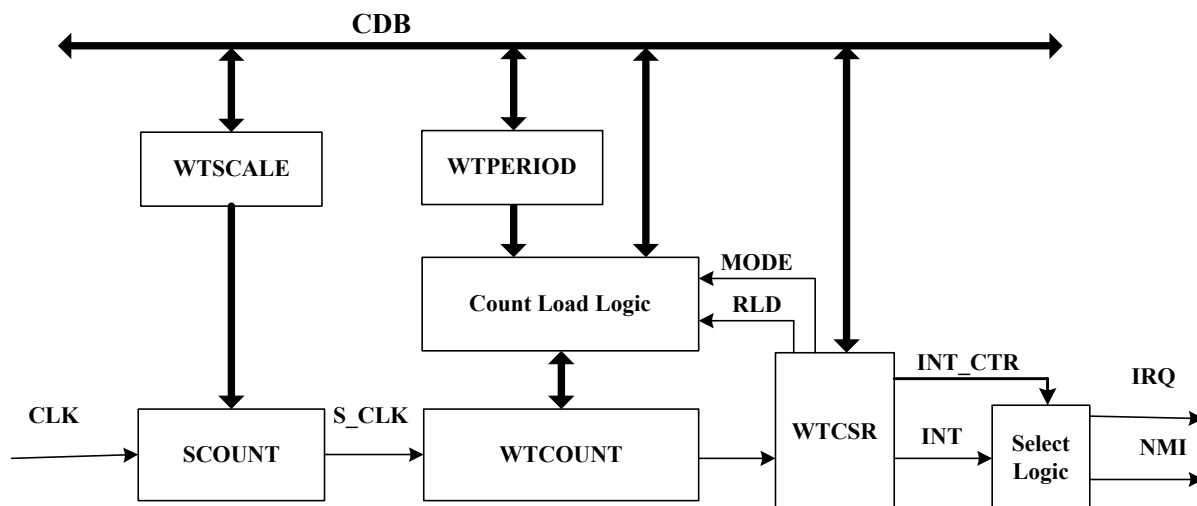 CDB
WTSCALE
WTPERIOD
Count Load Logic
MODE
RLD
CLK
SCOUNT
S_CLK
WTCOUNT
WTCSR
INT_CTR
INT
Select
Logic
IRQ
NMI